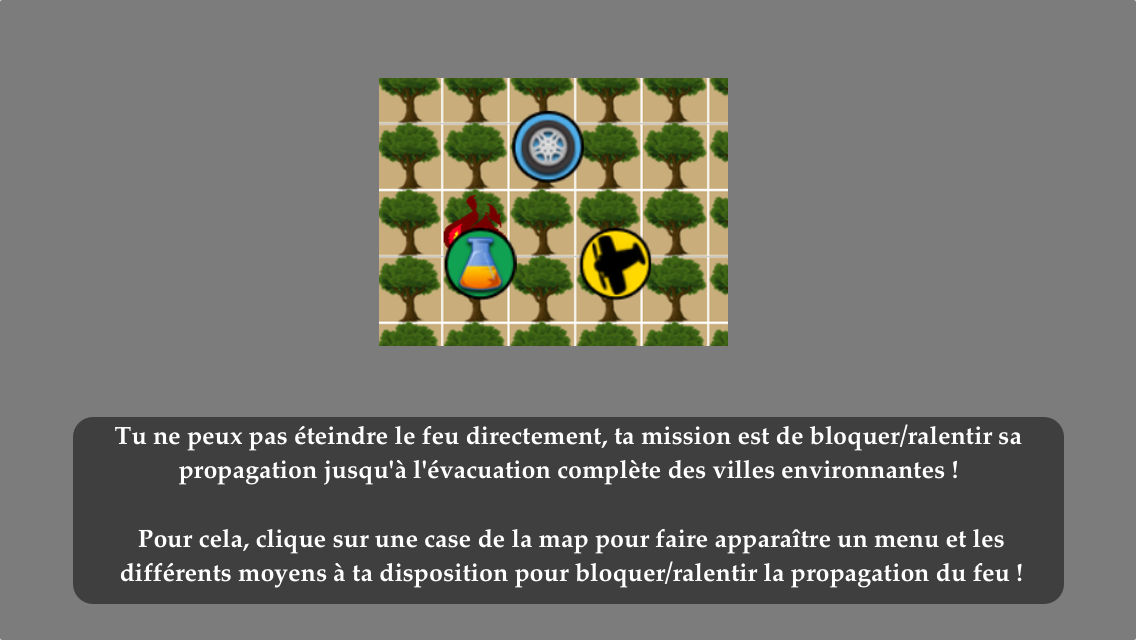 Tu ne peux pas éteindre le feu directement, ta mission est de bloquer/ralentir sa
propagation jusqu'à l'évacuation complète des villes environnantes !
Pour cela, clique sur une case de la map pour faire apparaître un menu et les
différents moyens à ta disposition pour bloquer/ralentir la propagation du feu !